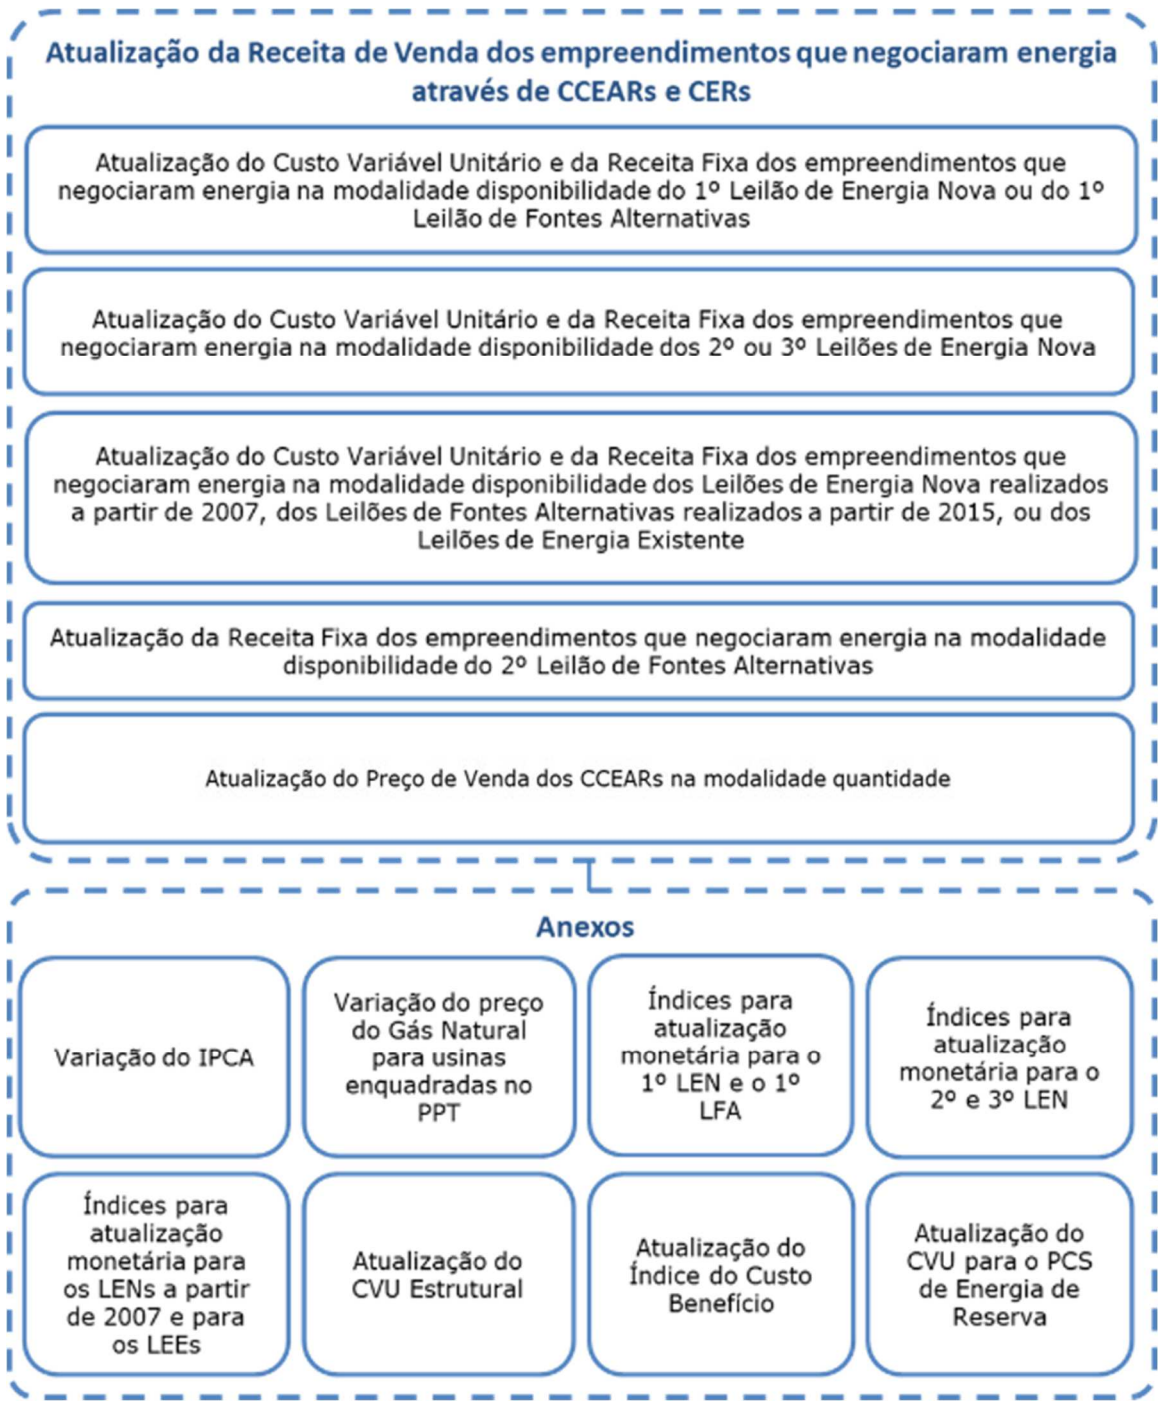 Atualização da Receita de Venda dos empreendimentos que negociaram energia
através de CCEARs e CERs
Atualização do Custo Variável Unitário e da Receita Fixa dos empreendimentos que
negociaram energia na modalidade disponibilidade do 1º Leilão de Energia Nova ou do 1º
Leilão de Fontes Alternativas
Atualização do Custo Variável Unitário e da Receita Fixa dos empreendimentos que
negociaram energia na modalidade disponibilidade dos 2º ou 3º Leilões de Energia Nova
Atualização do Custo Variável Unitário e da Receita Fixa dos empreendimentos que
negociaram energia na modalidade disponibilidade dos Leilões de Energia Nova realizados
a partir de 2007, dos Leilões de Fontes Alternativas realizados a partir de 2015, ou dos
Leilões de Energia Existente
Atualização da Receita Fixa dos empreendimentos que negociaram energia na modalidade
disponibilidade do 2º Leilão de Fontes Alternativas
Atualização do Preço de Venda dos CCEARs na modalidade quantidade
Anexos
Variação do IPCA
Variação do preço
do Gás Natural
para usinas
enquadradas no
PPT
Índices para
atualização
monetária para o
1º LEN e o 1º
LFA
Índices para
atualização
monetária para o
2º e 3º LEN
Índices para
atualização
monetária para
os LENs a partir
de 2007 e para
os LEEs
Atualização do
CVU Estrutural
Atualização do
Índice do Custo
Benefício
Atualização do
CVU para o PCS
de Energia de
Reserva